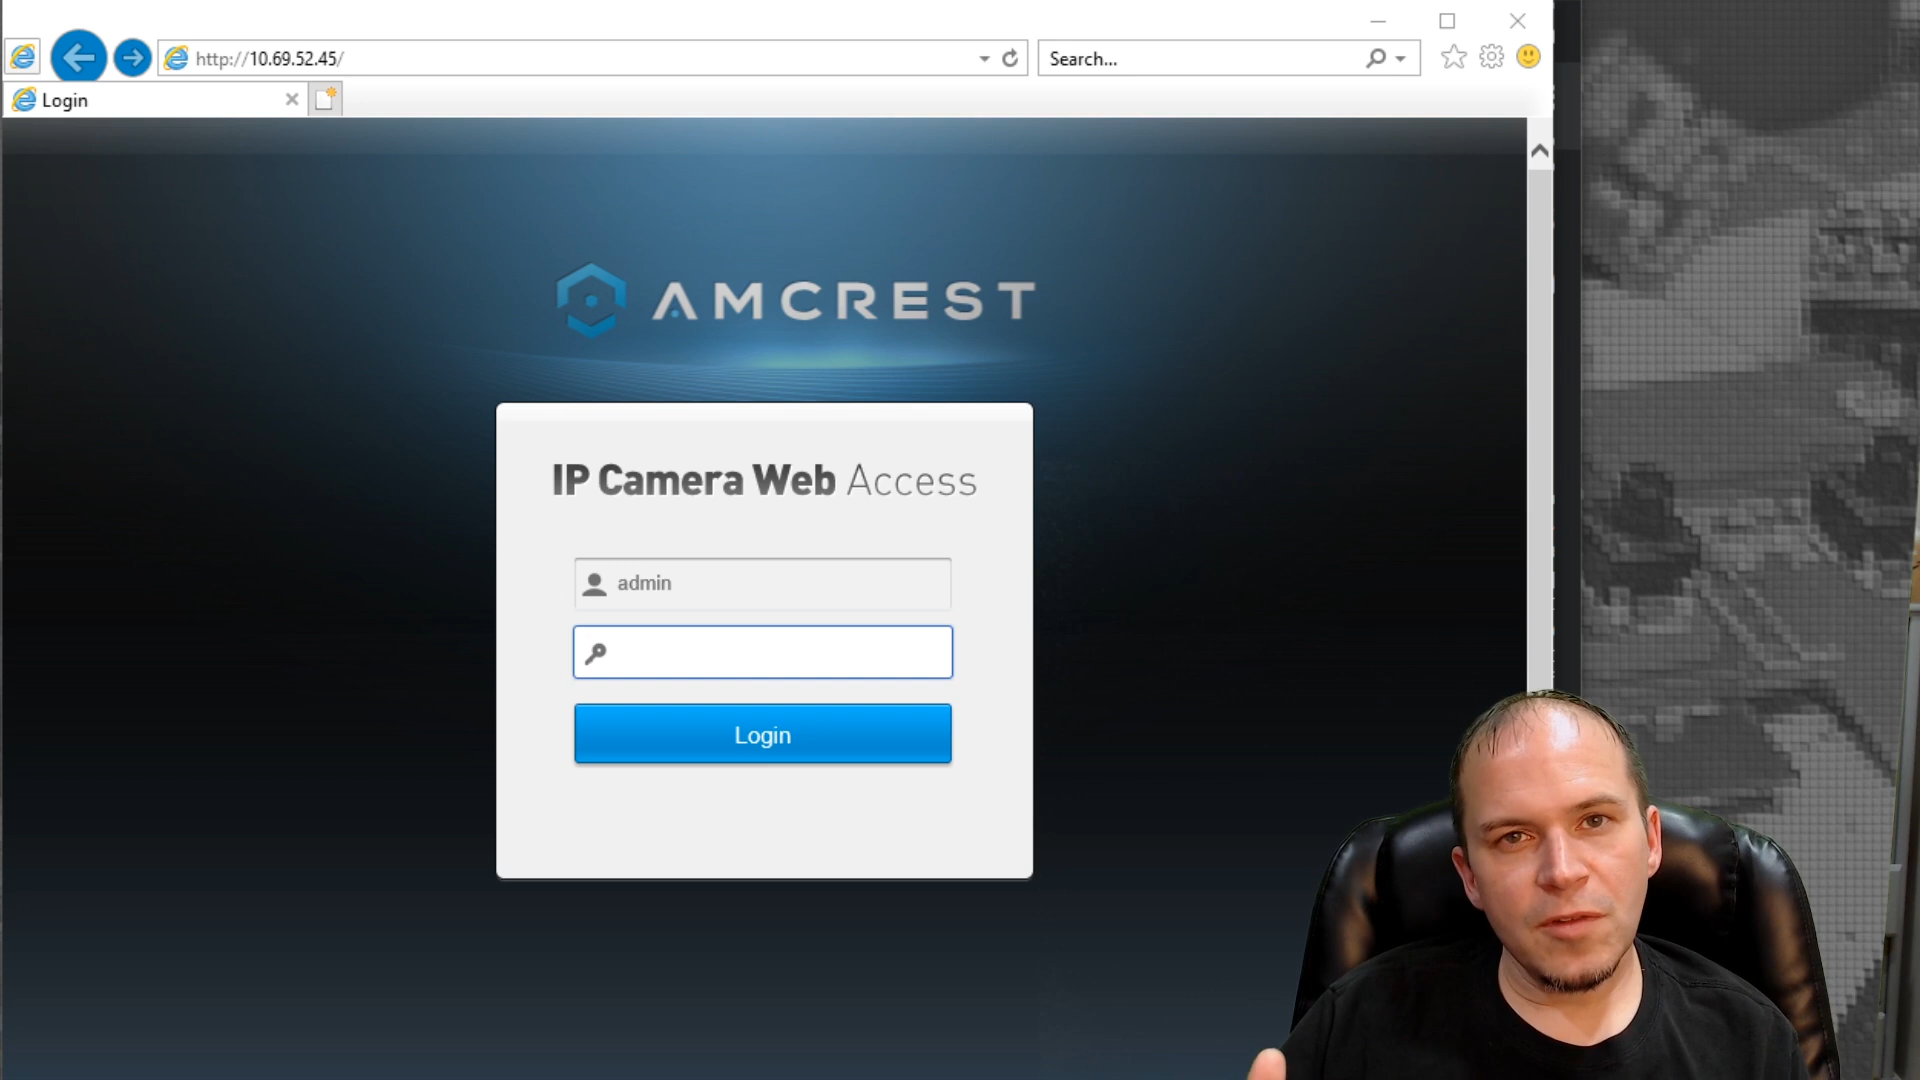 http://10.69.52.45/
Search...
Login
AMCREST
IP Camera Web Access
admin
Login